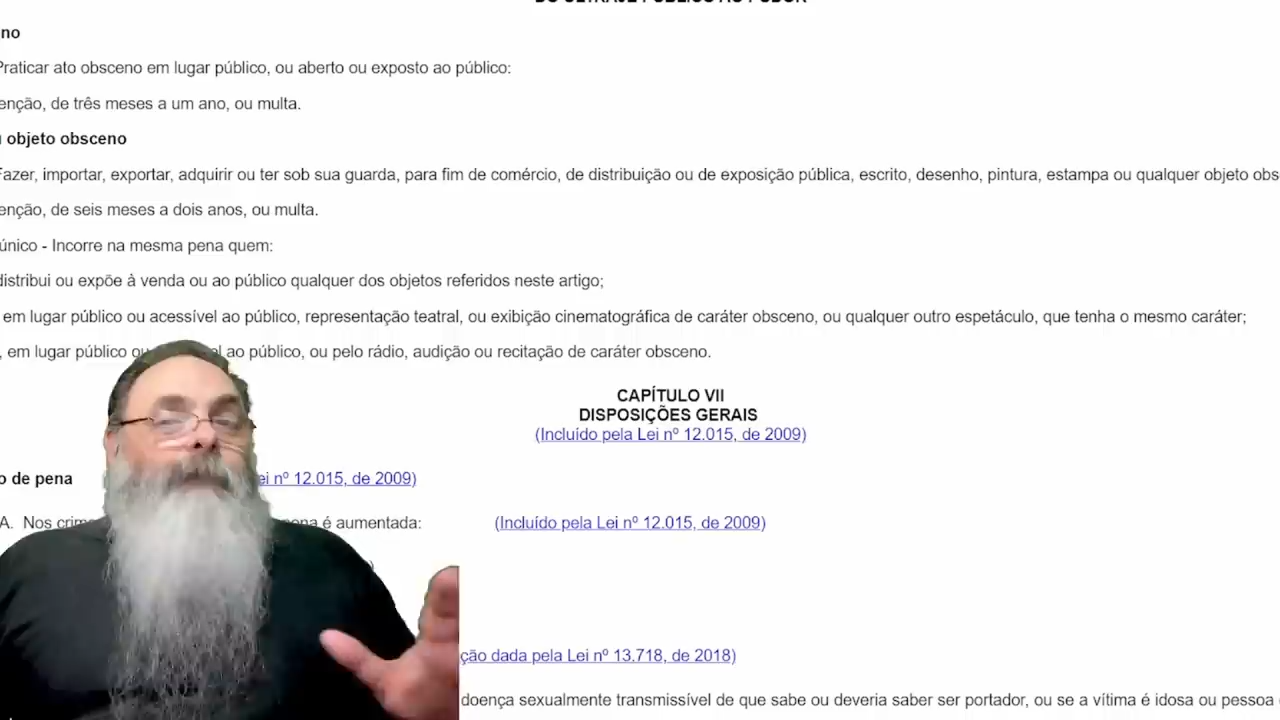 no
Praticar ato obsceno em lugar público, ou aberto ou exposto ao público:
enção, de três meses a um ano, ou multa.
objeto obsceno
Fazer, importar, exportar, adquirir ou ter sob sua guarda, para fim de comércio, de distribuição ou de exposição pública, escrito, desenho, pintura, estampa ou qualquer objeto obs
enção, de seis meses a dois anos, ou multa.
único - Incorre na mesma pena quem:
distribui ou expõe à venda ou ao público qualquer dos objetos referidos neste artigo;
em lugar público ou acessível ao público, representação teatral, ou exibição cinematográfica de caráter obsceno, ou qualquer outro espetáculo, que tenha o mesmo caráter;
, em lugar público ou el ao público, ou pelo rádio, audição ou recitação de caráter obsceno.
CAPÍTULO VII
DISPOSIÇÕES GERAIS
(Incluído pela Lei nº 12.015, de 2009)
o de pena ei nº 12.015, de 2009)
A. Nos crim ena é aumentada: (Incluído pela Lei nº 12.015, de 2009)
ção dada pela Lei nº 13.718, de 2018)
doença sexualmente transmissível de que sabe ou deveria saber ser portador, ou se a vítima é idosa ou pessoa